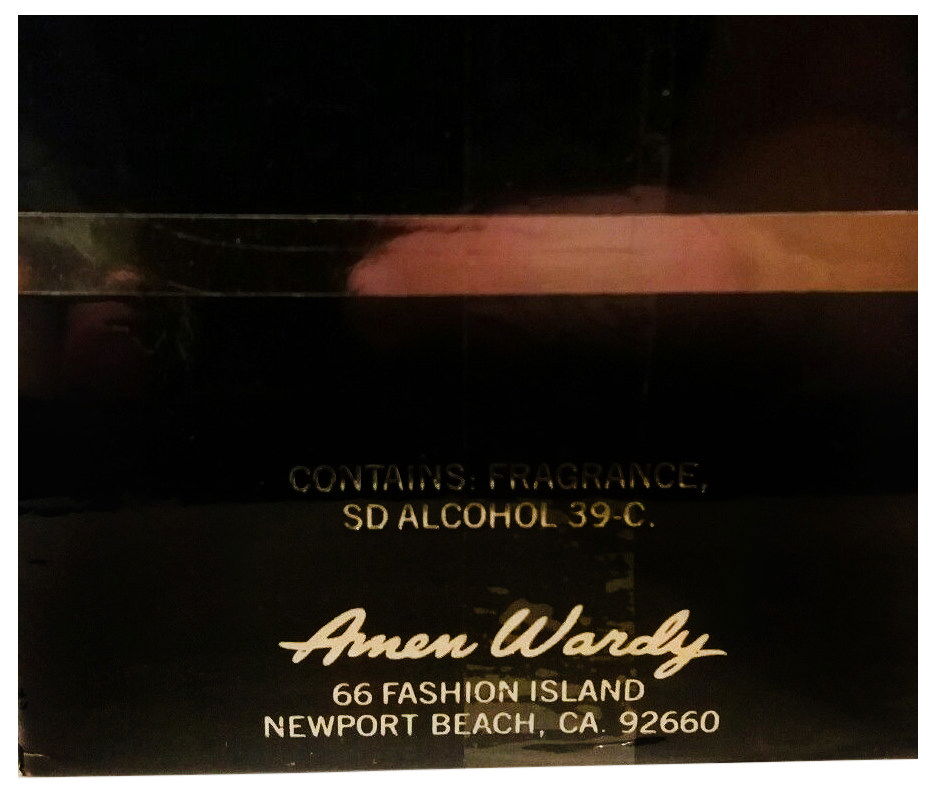 CONTAINS: FRAGRANCE,
SD ALCOHOL 39-C.
Amen Wardy
66 FASHION ISLAND
NEWPORT BEACH, CA. 92660